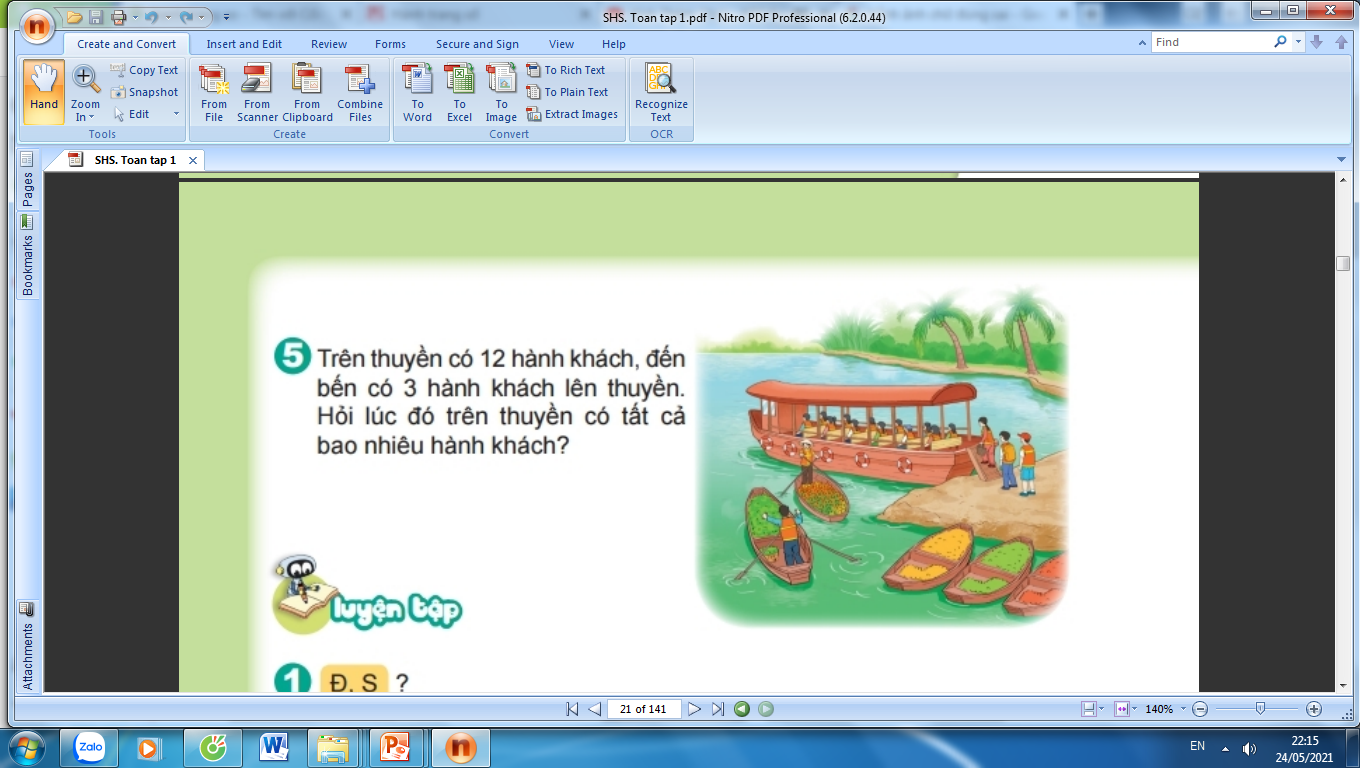 SHS. Toan tap 1.pdf - Nitro PDF Professional (6.2.0.44)
Create and Convert Insert and Edit Review Forms Secure and Sign View Help Find
Hand Zoom In Copy Text Snapshot Edit
From File From Scanner From Clipboard Combine Files
To Word To Excel To Image To Rich Text To Plain Text Extract Images
Recognize Text
Tools Create Convert OCR
SHS. Toan tap 1
Pages
Bookmarks
Attachments
5 Trên thuyền có 12 hành khách, đến
bến có 3 hành khách lên thuyền.
Hỏi lúc đó trên thuyền có tất cả
bao nhiêu hành khách?
luyện tập
1 Đ, S ?
21 of 141 140%
Zalo
EN 22:15
24/05/2021